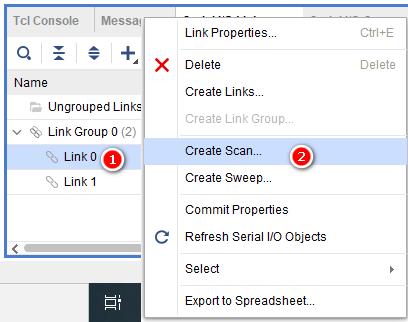 Tcl Console
Link Properties... Ctrl+E
Delete Delete
Create Links...
Create Link Group...
Create Scan... 2
Create Sweep...
Commit Properties
Refresh Serial I/O Objects
Select
Export to Spreadsheet...
Name
Ungrouped Links
Link Group 0 (2)
Link 0 1
Link 1